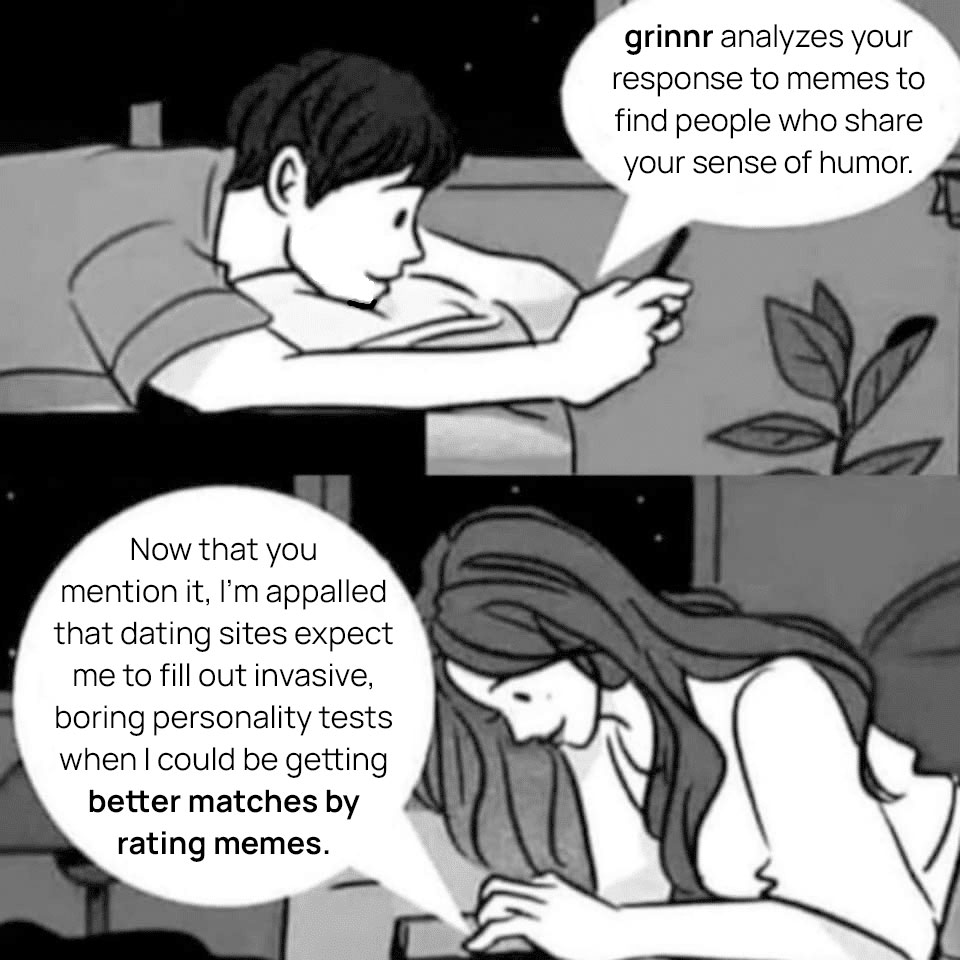 grinnr analyzes your
response to memes to
find people who share
your sense of humor.
Now that you
mention it, I'm appalled
that dating sites expect
me to fill out invasive,
boring personality tests
when I could be getting
better matches by
rating memes.